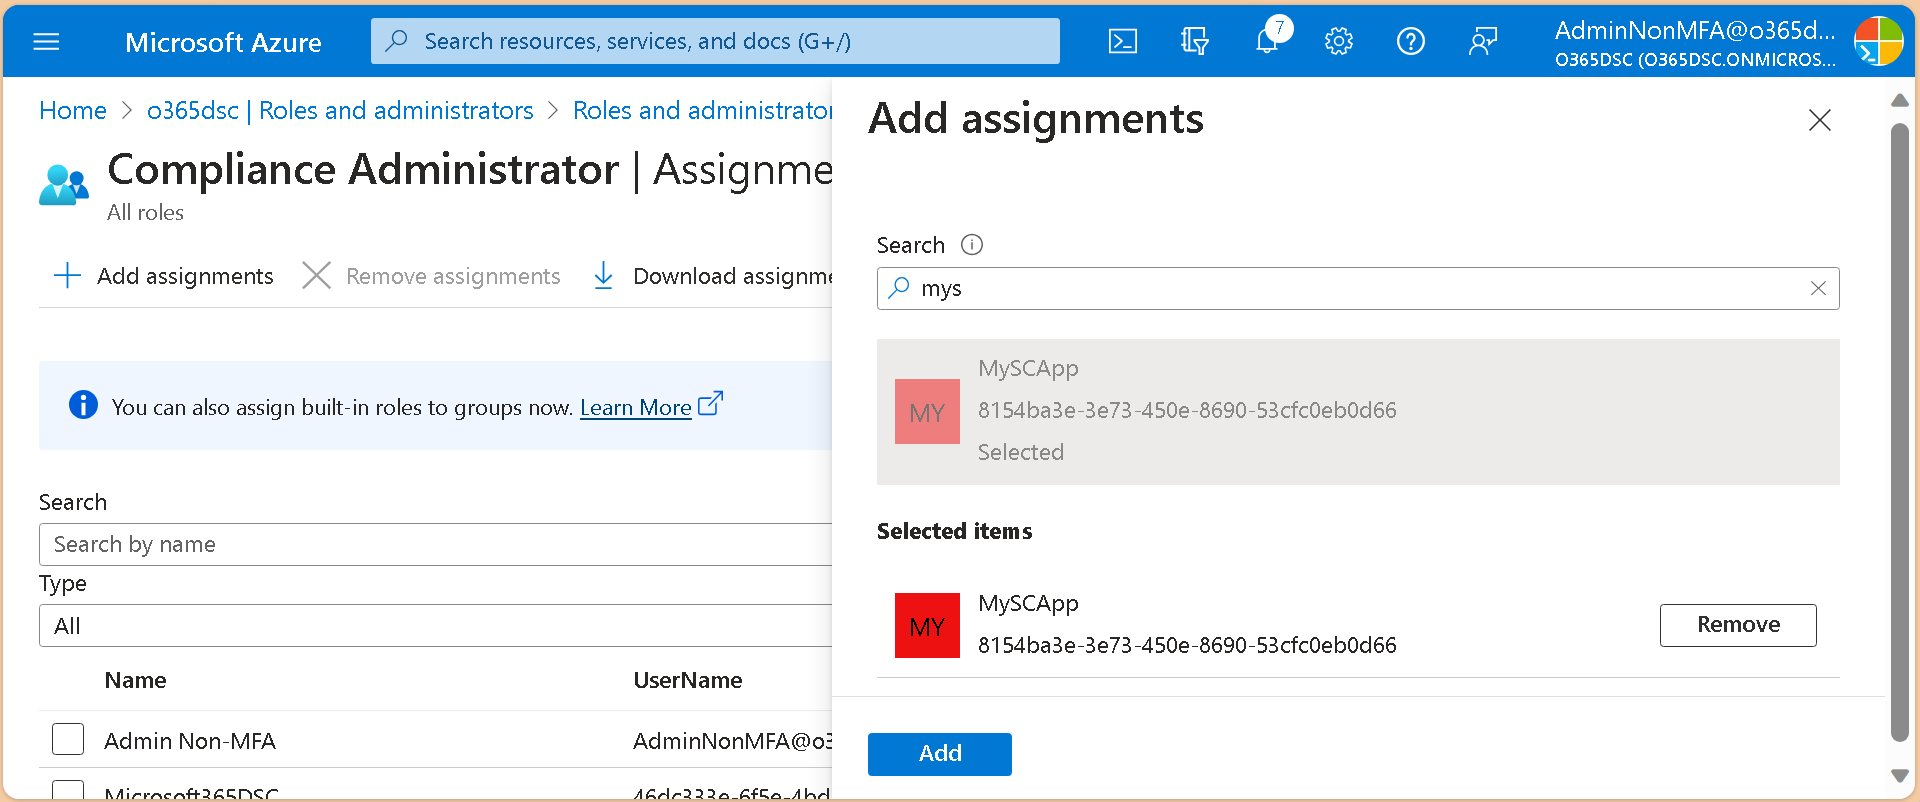 Microsoft Azure
Search resources, services, and docs (G+/)
7
AdminNonMFA@o365d...
O365DSC (O365DSC.ONMICROS...
Home > o365dsc | Roles and administrators > Roles and administrator
Compliance Administrator | Assignme
All roles
Add assignments
Remove assignments
Download assignme
You can also assign built-in roles to groups now. Learn More
Search
Search by name
Type
All
Name UserName
Admin Non-MFA AdminNonMFA@o3
Microsoft365DSC 46dc333e-6f5e-4bd
Add assignments
Search
mys
MY
MySCApp
8154ba3e-3e73-450e-8690-53cfc0eb0d66
Selected
Selected items
MY
MySCApp
8154ba3e-3e73-450e-8690-53cfc0eb0d66
Remove
Add